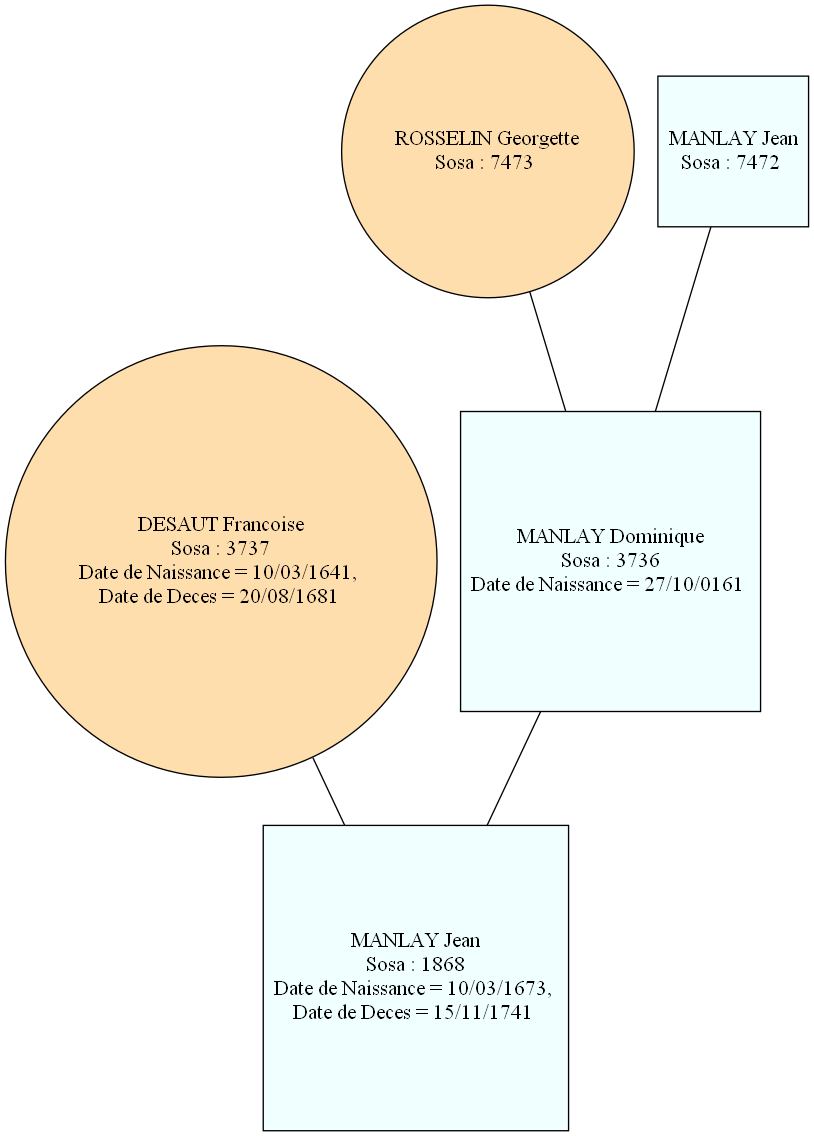 ROSSELIN Georgette
Sosa : 7473
MANLAY Jean
Sosa : 7472
DESAUT Francoise
Sosa : 3737
Date de Naissance = 10/03/1641,
Date de Deces = 20/08/1681
MANLAY Dominique
Sosa : 3736
Date de Naissance = 27/10/0161
MANLAY Jean
Sosa : 1868
Date de Naissance = 10/03/1673,
Date de Deces = 15/11/1741